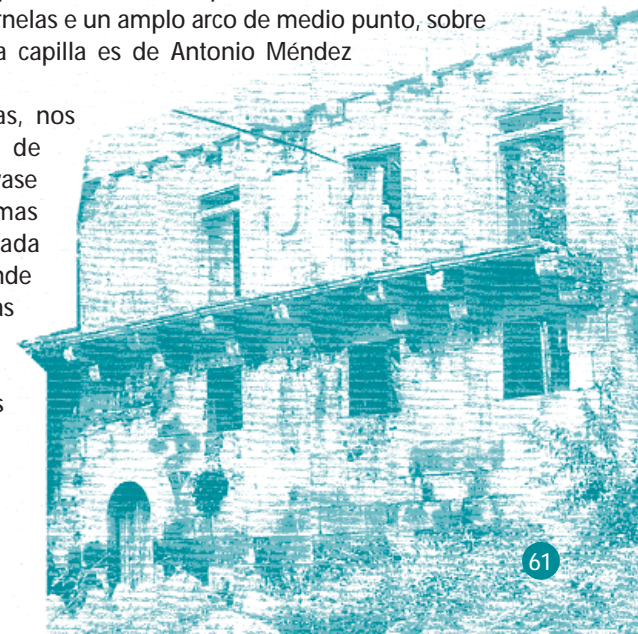 rnelas e un amplo arco de medio punto, sobre
a capilla es de Antonio Méndez
as, nos
de
vase
mas
ada
nde
as
s
61